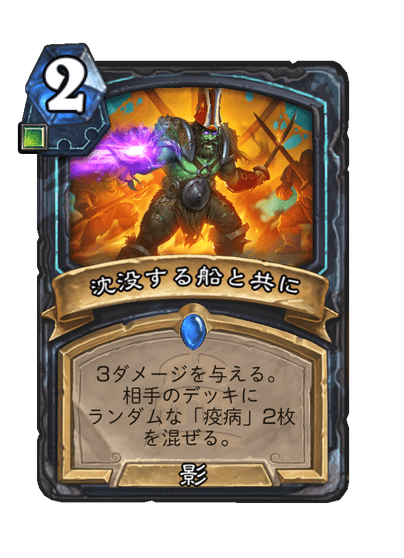 2
沈没する船と共に
3ダメージを与える。
相手のデッキに
ランダムな「疫病」2枚
を混ぜる。
影